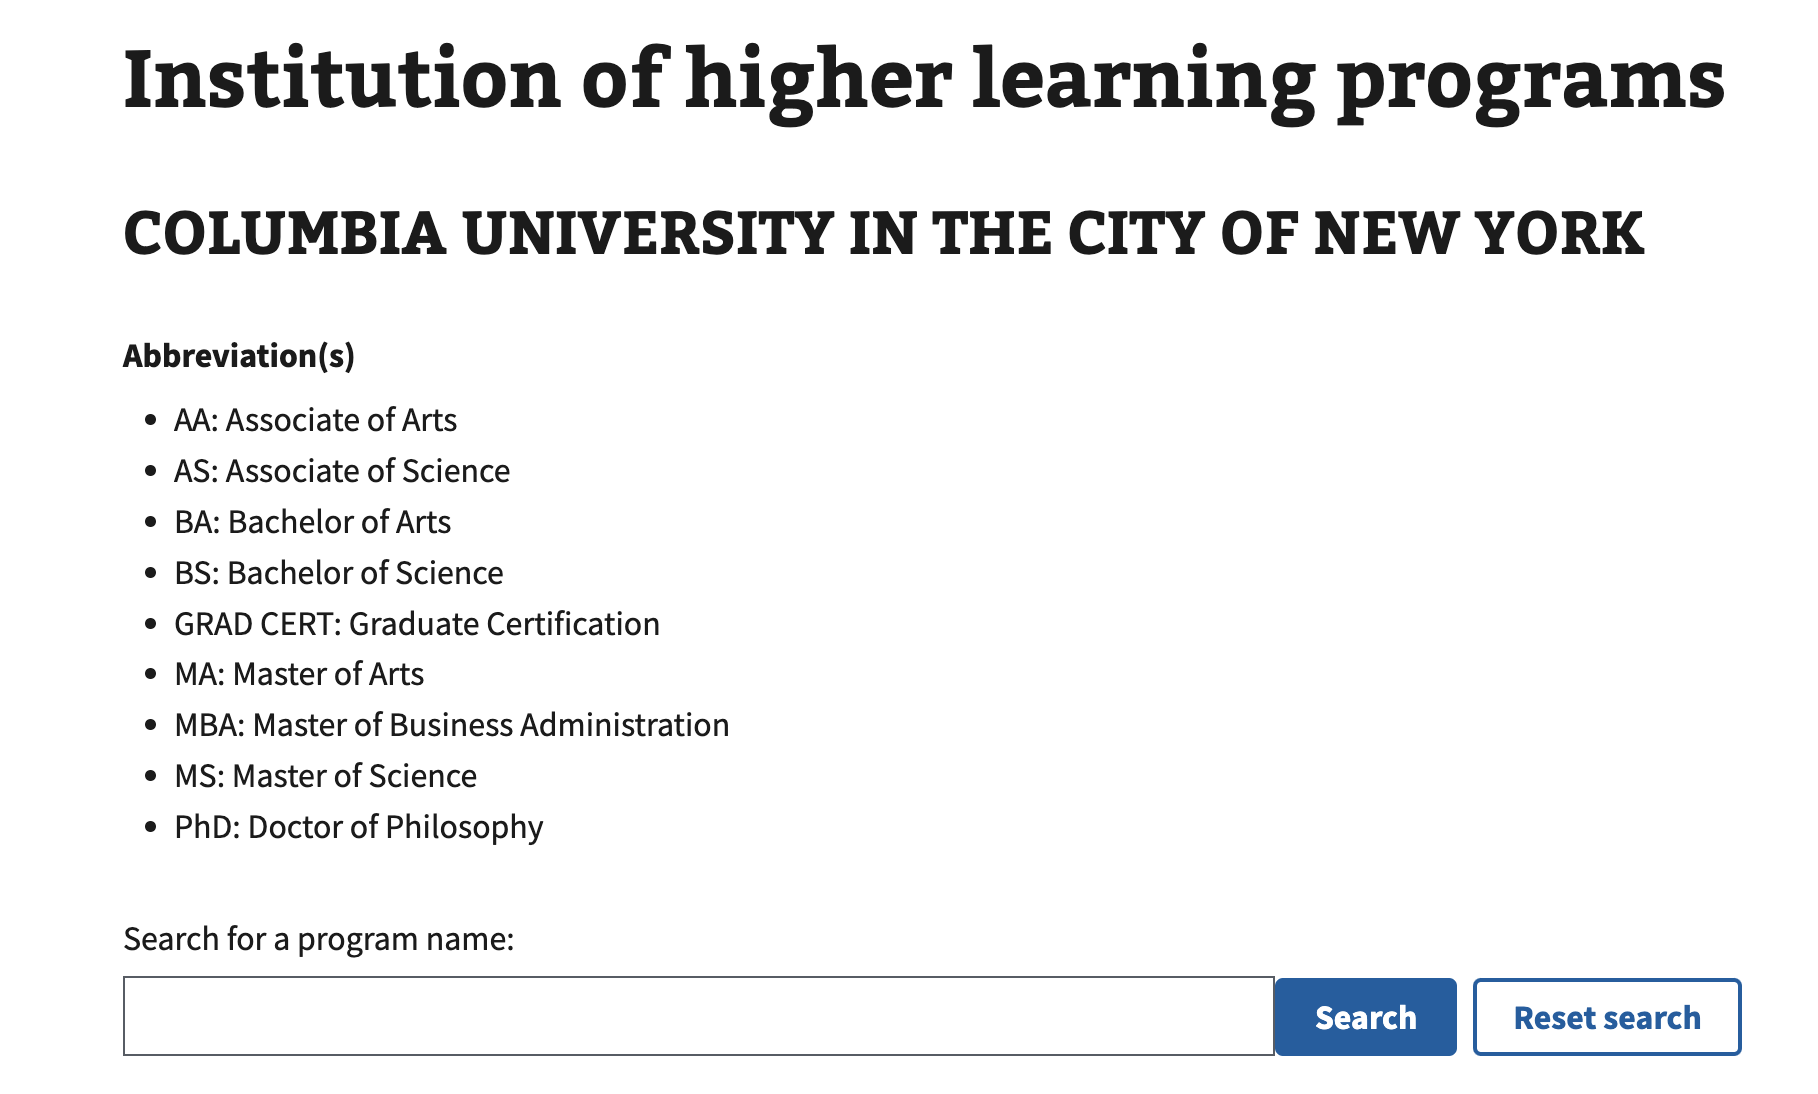 Institution of higher learning programs
COLUMBIA UNIVERSITY IN THE CITY OF NEW YORK
Abbreviation(s)
• AA: Associate of Arts
• AS: Associate of Science
• BA: Bachelor of Arts
• BS: Bachelor of Science
• GRAD CERT: Graduate Certification
• MA: Master of Arts
• MBA: Master of Business Administration
• MS: Master of Science
• PhD: Doctor of Philosophy
Search for a program name:
Search Reset search